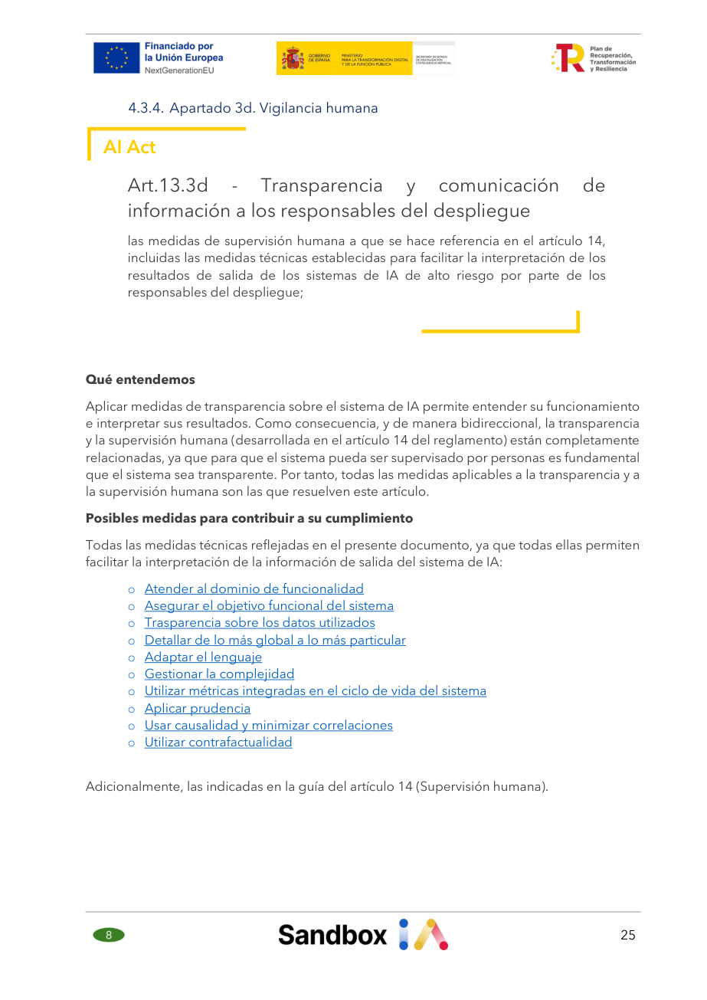 Financiado por
la Unión Europea
NextGenerationEU
GOBIERNO
DE ESPAÑA
MINISTERIO
PARA LA TRANSFORMACIÓN DIGITAL
Y DE LA FUNCIÓN PÚBLICA
SECRETARÍA DE ESTADO
DE DIGITALIZACIÓN
E INTELIGENCIA ARTIFICIAL
Plan de
Recuperación,
Transformación
y Resiliencia
4.3.4. Apartado 3d. Vigilancia humana
AI Act
Art.13.3d - Transparencia y comunicación de
información a los responsables del despliegue
las medidas de supervisión humana a que se hace referencia en el artículo 14,
incluidas las medidas técnicas establecidas para facilitar la interpretación de los
resultados de salida de los sistemas de IA de alto riesgo por parte de los
responsables del despliegue;
Qué entendemos
Aplicar medidas de transparencia sobre el sistema de IA permite entender su funcionamiento
e interpretar sus resultados. Como consecuencia, y de manera bidireccional, la transparencia
y la supervisión humana (desarrollada en el artículo 14 del reglamento) están completamente
relacionadas, ya que para que el sistema pueda ser supervisado por personas es fundamental
que el sistema sea transparente. Por tanto, todas las medidas aplicables a la transparencia y a
la supervisión humana son las que resuelven este artículo.
Posibles medidas para contribuir a su cumplimiento
Todas las medidas técnicas reflejadas en el presente documento, ya que todas ellas permiten
facilitar la interpretación de la información de salida del sistema de IA:
o Atender al dominio de funcionalidad
o Asegurar el objetivo funcional del sistema
o Trasparencia sobre los datos utilizados
o Detallar de lo más global a lo más particular
o Adaptar el lenguaje
o Gestionar la complejidad
o Utilizar métricas integradas en el ciclo de vida del sistema
o Aplicar prudencia
o Usar causalidad y minimizar correlaciones
o Utilizar contrafactualidad
Adicionalmente, las indicadas en la guía del artículo 14 (Supervisión humana).
8
Sandbox IA
25